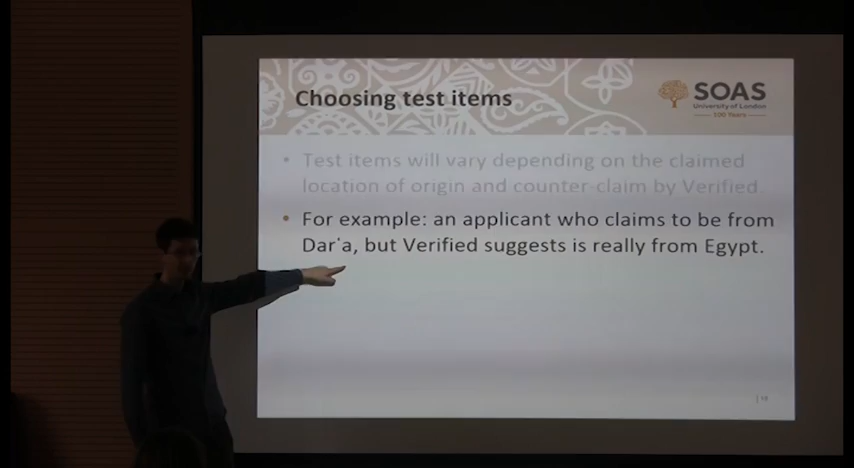 Choosing test items
SOAS
University of London
100 Years
• Test items will vary depending on the claimed
location of origin and counter-claim by Verified.
• For example: an applicant who claims to be from
Darʿa, but Verified suggests is really from Egypt.